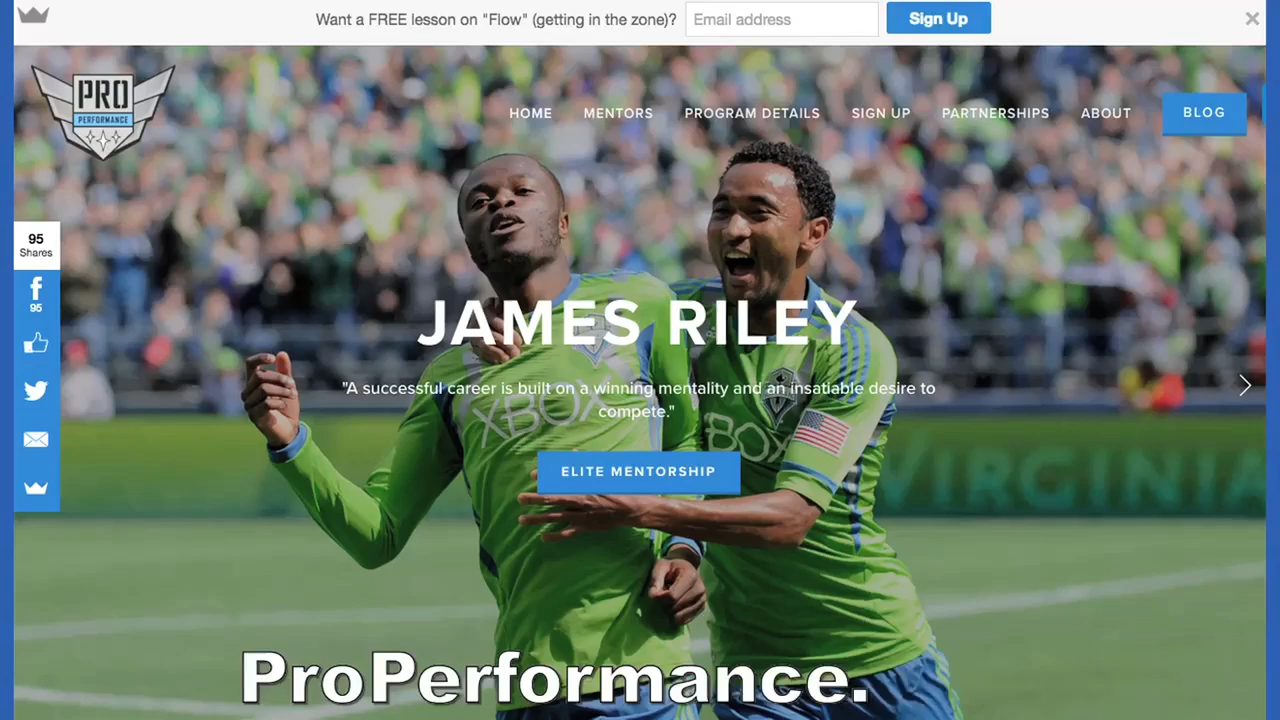 Want a FREE lesson on "Flow" (getting in the zone)?
Email address
Sign Up
PRO
PERFORMANCE
HOME
MENTORS
PROGRAM DETAILS
SIGN UP
PARTNERSHIPS
ABOUT
BLOG
95
Shares
95
JAMES RILEY
"A successful career is built on a winning mentality and an insatiable desire to
compete."
XBOX
ELITE MENTORSHIP
VIRGINIA
ProPerformance.